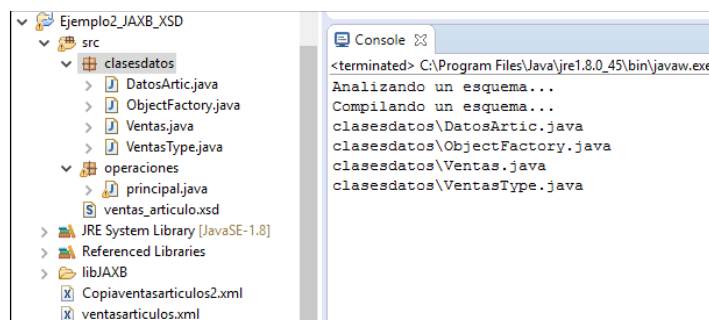 Ejemplo2_JAXB_XSD
src
clasesdatos
DatosArtic.java
ObjectFactory.java
Ventas.java
VentasType.java
operaciones
principal.java
ventas_articulo.xsd
JRE System Library [JavaSE-1.8]
Referenced Libraries
libJAXB
Copiaventasarticulos2.xml
ventasarticulos.xml
Console
<terminated> C:\Program Files\Java\jre1.8.0_45\bin\javaw.exe
Analizando un esquema...
Compilando un esquema...
clasesdatos\DatosArtic.java
clasesdatos\ObjectFactory.java
clasesdatos\Ventas.java
clasesdatos\VentasType.java